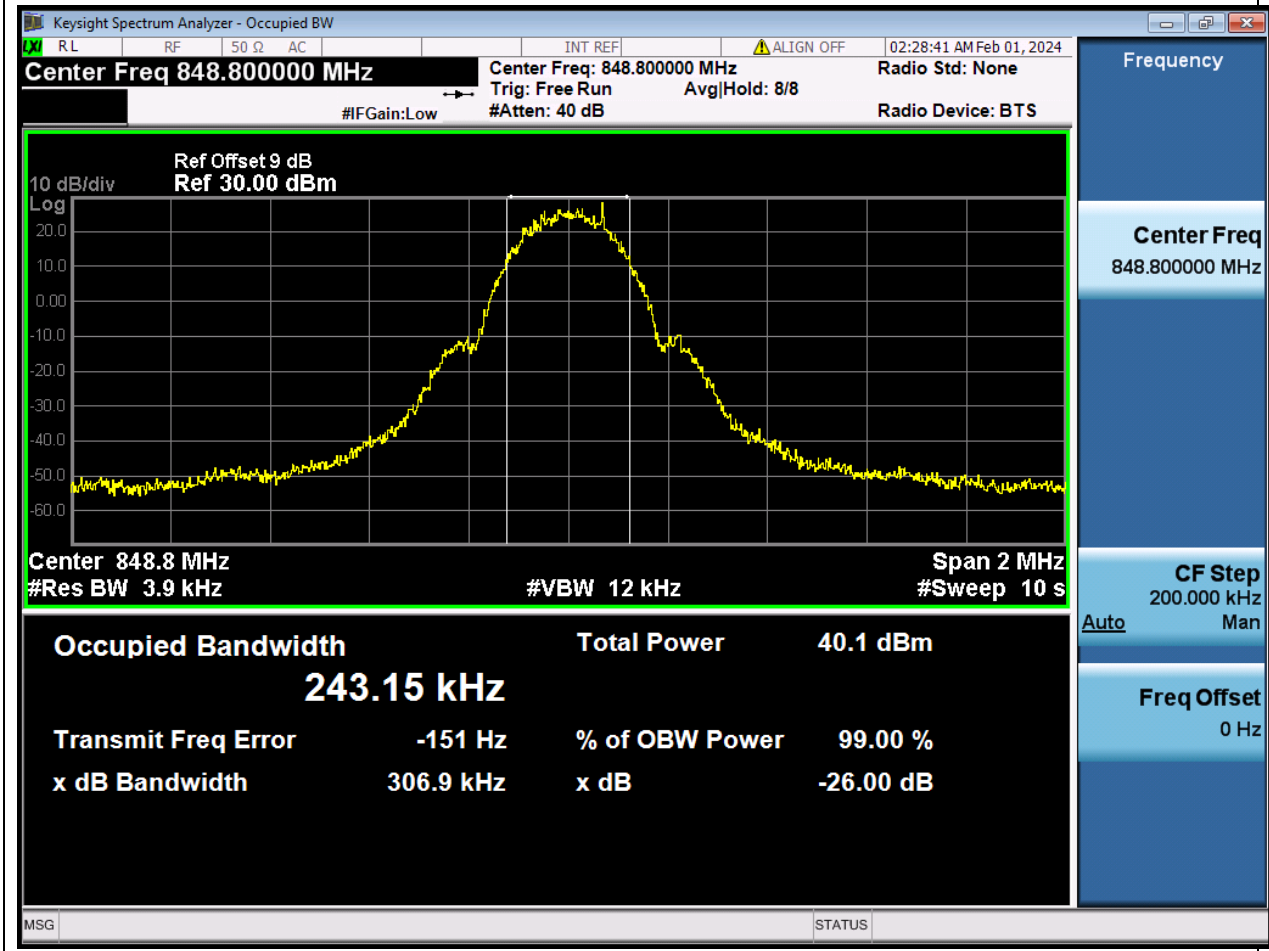 Keysight Spectrum Analyzer - Occupied BW
LXI RL RF 50 Ω AC INT REF ALIGN OFF 02:28:41 AM Feb 01, 2024
Center Freq 848.800000 MHz
Center Freq: 848.800000 MHz Radio Std: None
Trig: Free Run Avg|Hold: 8/8
#IFGain:Low #Atten: 40 dB Radio Device: BTS
Frequency
Ref Offset 9 dB
10 dB/div Ref 30.00 dBm
Log
20.0
10.0
0.00
-10.0
-20.0
-30.0
-40.0
-50.0
-60.0
Center 848.8 MHz Span 2 MHz
#Res BW 3.9 kHz #VBW 12 kHz #Sweep 10 s
Center Freq
848.800000 MHz
CF Step
200.000 kHz
Auto Man
Freq Offset
0 Hz
Occupied Bandwidth Total Power 40.1 dBm
243.15 kHz
Transmit Freq Error -151 Hz % of OBW Power 99.00 %
x dB Bandwidth 306.9 kHz x dB -26.00 dB
MSG STATUS